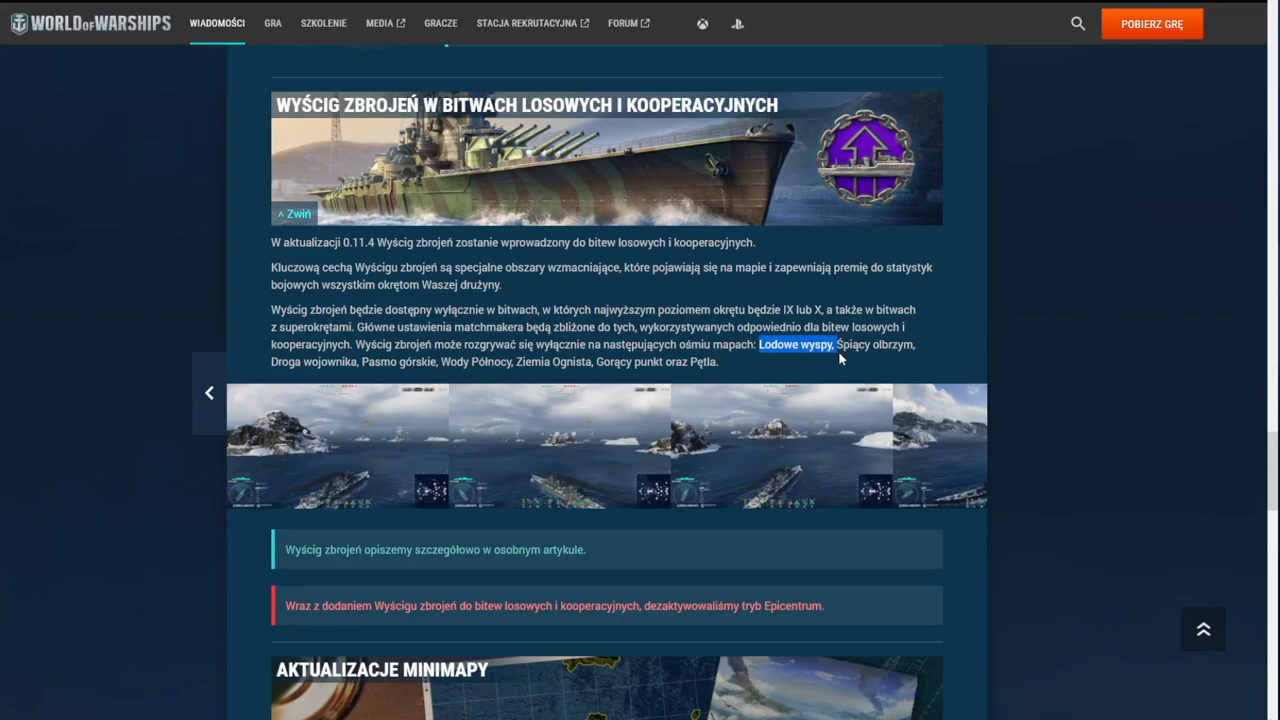 WORLD OF WARSHIPS
WIADOMOŚCI
GRA
SZKOLENIE
MEDIA
GRACZE
STACJA REKRUTACYJNA
FORUM
POBIERZ GRĘ
WYŚCIG ZBROJEŃ W BITWACH LOSOWYCH I KOOPERACYJNYCH
^ Zwiń
W aktualizacji 0.11.4 Wyścig zbrojeń zostanie wprowadzony do bitew losowych i kooperacyjnych.
Kluczową cechą Wyścigu zbrojeń są specjalne obszary wzmacniające, które pojawiają się na mapie i zapewniają premię do statystyk
bojowych wszystkim okrętom Waszej drużyny.
Wyścig zbrojeń będzie dostępny wyłącznie w bitwach, w których najwyższym poziomem okrętu będzie IX lub X, a także w bitwach
z superokrętami. Główne ustawienia matchmakera będą zbliżone do tych, wykorzystywanych odpowiednio dla bitew losowych i
kooperacyjnych. Wyścig zbrojeń może rozgrywać się wyłącznie na następujących ośmiu mapach: Lodowe wyspy, Śpiący olbrzym,
Droga wojownika, Pasmo górskie, Wody Północy, Ziemia Ognista, Gorący punkt oraz Pętla.
Wyścig zbrojeń opiszemy szczegółowo w osobnym artykule.
Wraz z dodaniem Wyścigu zbrojeń do bitew losowych i kooperacyjnych, dezaktywowaliśmy tryb Epicentrum.
AKTUALIZACJE MINIMAPY